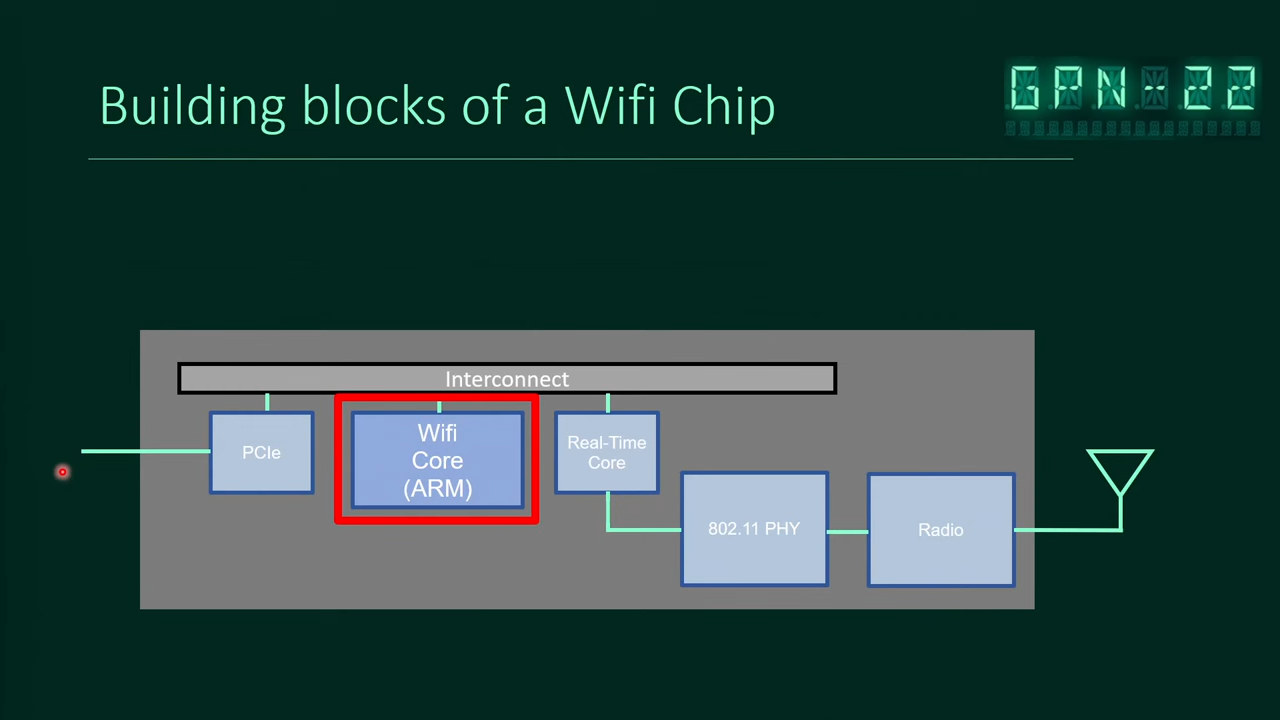 Building blocks of a Wifi Chip
GPN-22
Interconnect
PCIe
Wifi
Core
(ARM)
Real-Time
Core
802.11 PHY
Radio